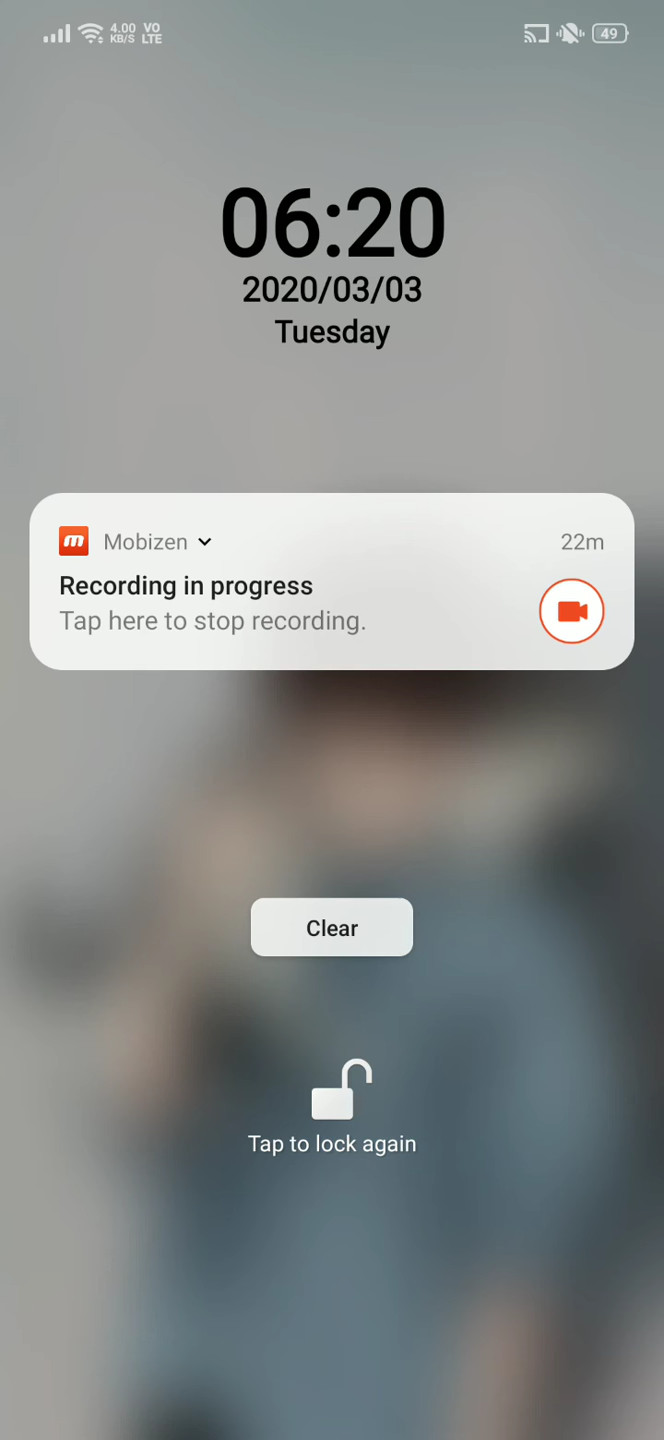 4.00 KB/S VO LTE 49
06:20
2020/03/03
Tuesday
m Mobizen 22m
Recording in progress
Tap here to stop recording.
Clear
Tap to lock again